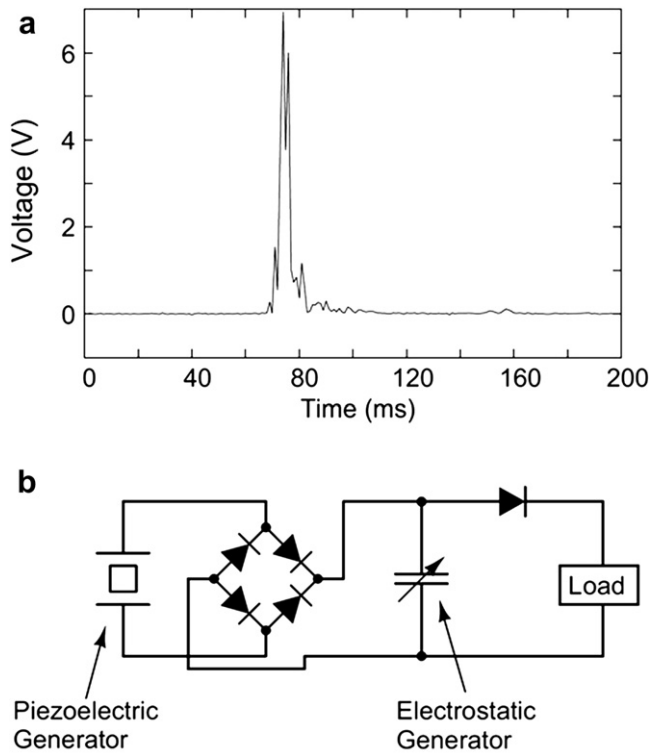 a
6
4
2
0
Voltage (V)
0 40 80 120 160 200
Time (ms)
b
Load
Piezoelectric
Generator
Electrostatic
Generator